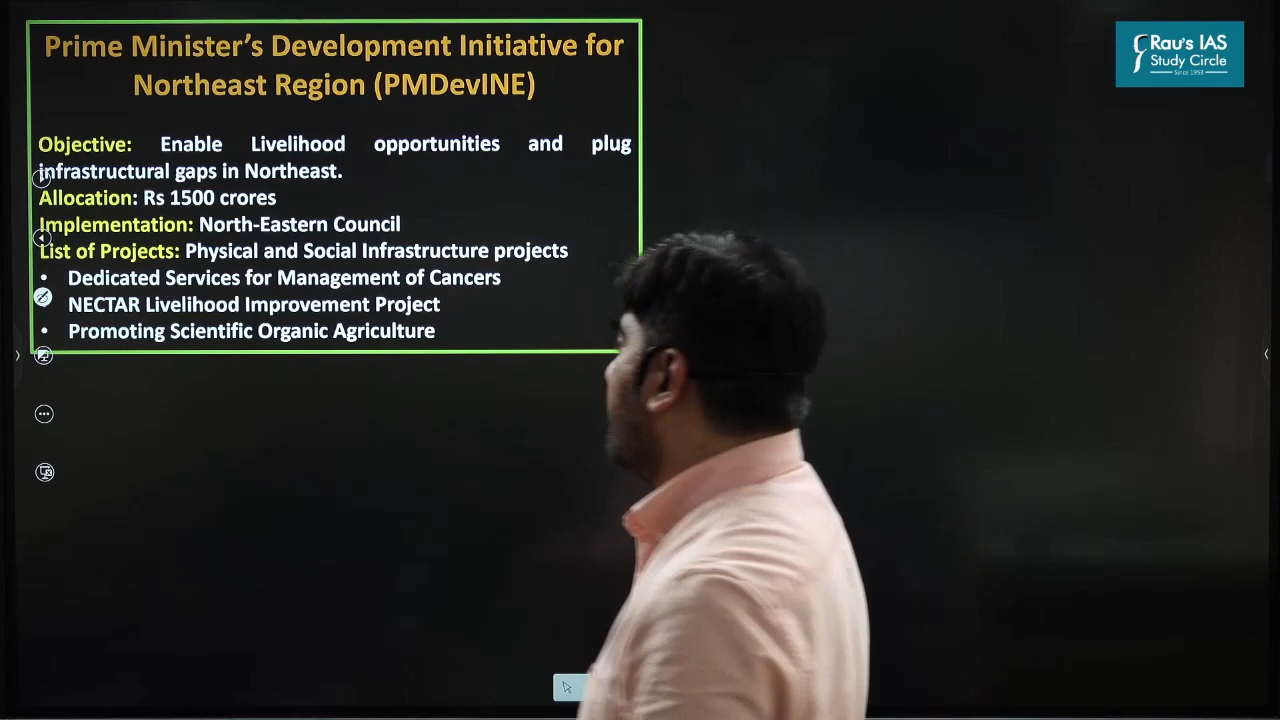 Prime Minister's Development Initiative for
Northeast Region (PMDevINE)
Objective: Enable Livelihood opportunities and plug
infrastructural gaps in Northeast.
Allocation: Rs 1500 crores
Implementation: North-Eastern Council
List of Projects: Physical and Social Infrastructure projects
• Dedicated Services for Management of Cancers
NECTAR Livelihood Improvement Project
• Promoting Scientific Organic Agriculture
Rau's IAS
Study Circle
Since 1953